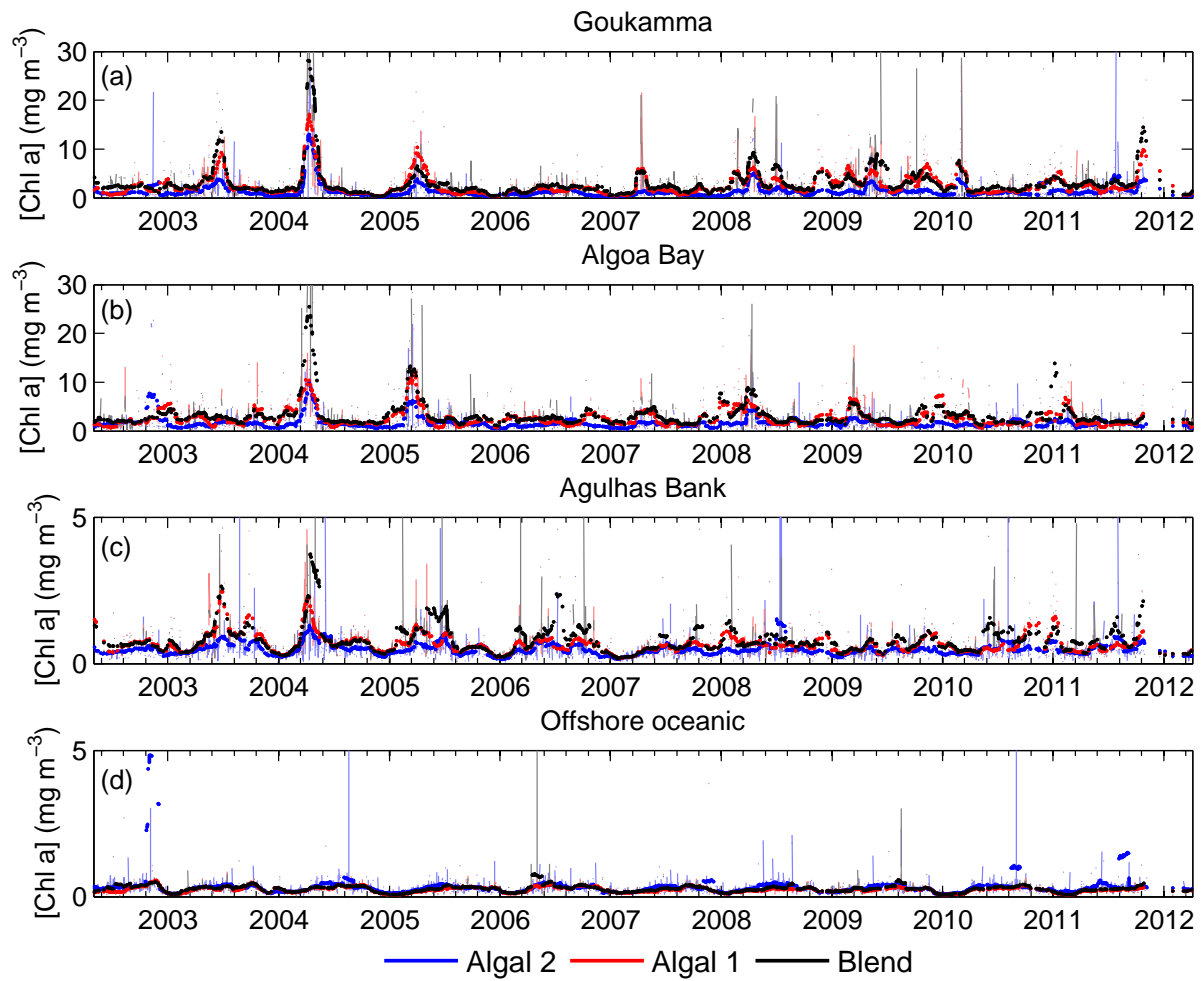 Goukamma
[Chl a] (mg m−3)
30
20
10
0
(a)
2003 2004 2005 2006 2007 2008 2009 2010 2011 2012
Algoa Bay
[Chl a] (mg m−3)
30
20
10
0
(b)
2003 2004 2005 2006 2007 2008 2009 2010 2011 2012
Agulhas Bank
[Chl a] (mg m−3)
5
0
(c)
2003 2004 2005 2006 2007 2008 2009 2010 2011 2012
Offshore oceanic
[Chl a] (mg m−3)
5
0
(d)
2003 2004 2005 2006 2007 2008 2009 2010 2011 2012
Algal 2 Algal 1 Blend